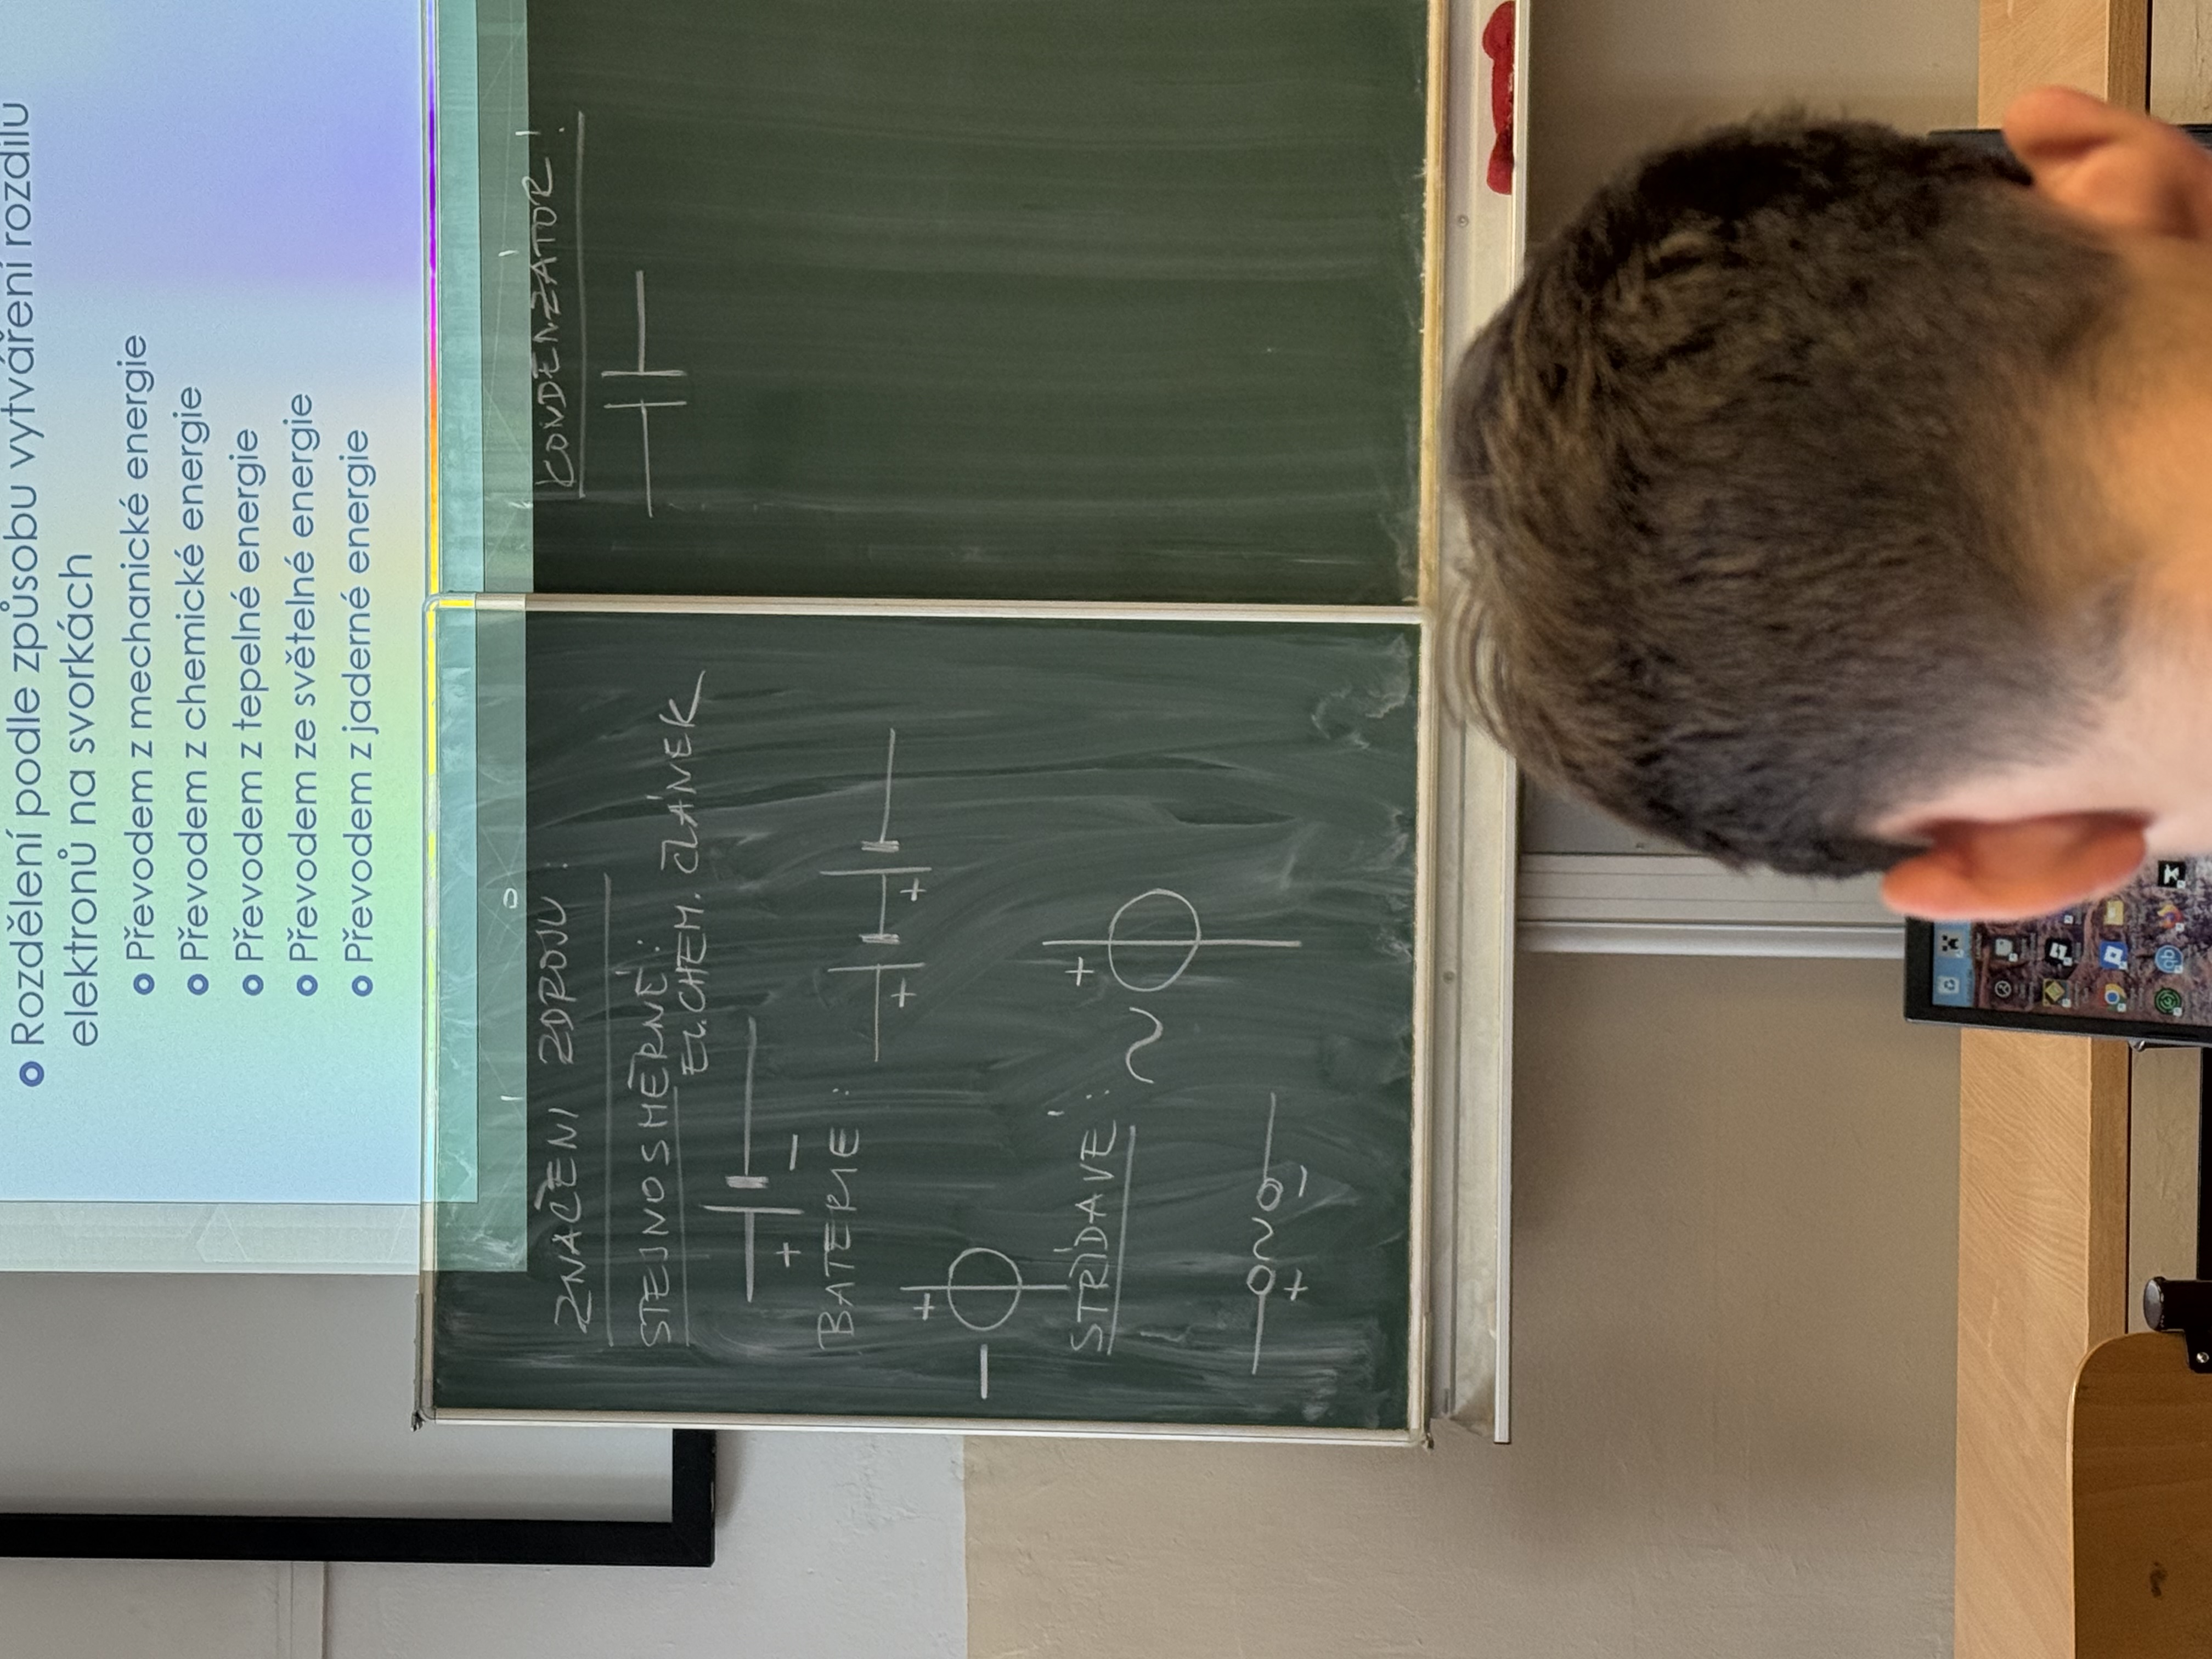 Rozdělení podle způsobu vytváření rozdílu
elektronů na svorkách
Převodem z mechanické energie
Převodem z chemické energie
Převodem z tepelné energie
Převodem ze světelné energie
Převodem z jaderné energie
ZNAČENÍ ZDROJŮ:
STEJNOSMĚRNÉ:
EL.CHEM. ČLÁNEK
+ −
BATERIE:
+ +
+
−
STŘÍDAVÉ:
+
~
~
+ −
KONDENZÁTOR!